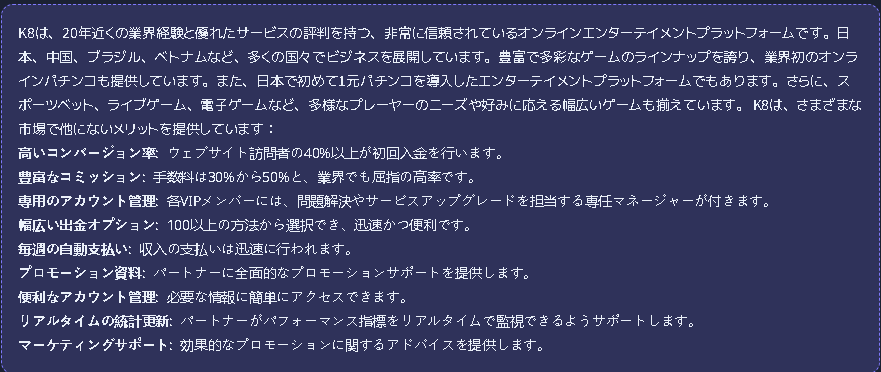 K8は、20年近くの業界経験と優れたサービスの評判を持つ、非常に信頼されているオンラインエンターテイメントプラットフォームです。日
本、中国、ブラジル、ベトナムなど、多くの国々でビジネスを展開しています。豊富で多彩なゲームのラインナップを誇り、業界初のオンラ
インパチンコも提供しています。また、日本で初めて1元パチンコを導入したエンターテイメントプラットフォームでもあります。さらに、ス
ポーツベット、ライブゲーム、電子ゲームなど、多様なプレーヤーのニーズや好みに応える幅広いゲームも揃えています。 K8は、さまざまな
市場で他にないメリットを提供しています：
高いコンバージョン率: ウェブサイト訪問者の40%以上が初回入金を行います。
豊富なコミッション: 手数料は30%から50%と、業界でも屈指の高率です。
専用のアカウント管理: 各VIPメンバーには、問題解決やサービスアップグレードを担当する専任マネージャーが付きます。
幅広い出金オプション: 100以上の方法から選択でき、迅速かつ便利です。
毎週の自動支払い: 収入の支払いは迅速に行われます。
プロモーション資料: パートナーに全面的なプロモーションサポートを提供します。
便利なアカウント管理: 必要な情報に簡単にアクセスできます。
リアルタイムの統計更新: パートナーがパフォーマンス指標をリアルタイムで監視できるようサポートします。
マーケティングサポート: 効果的なプロモーションに関するアドバイスを提供します。